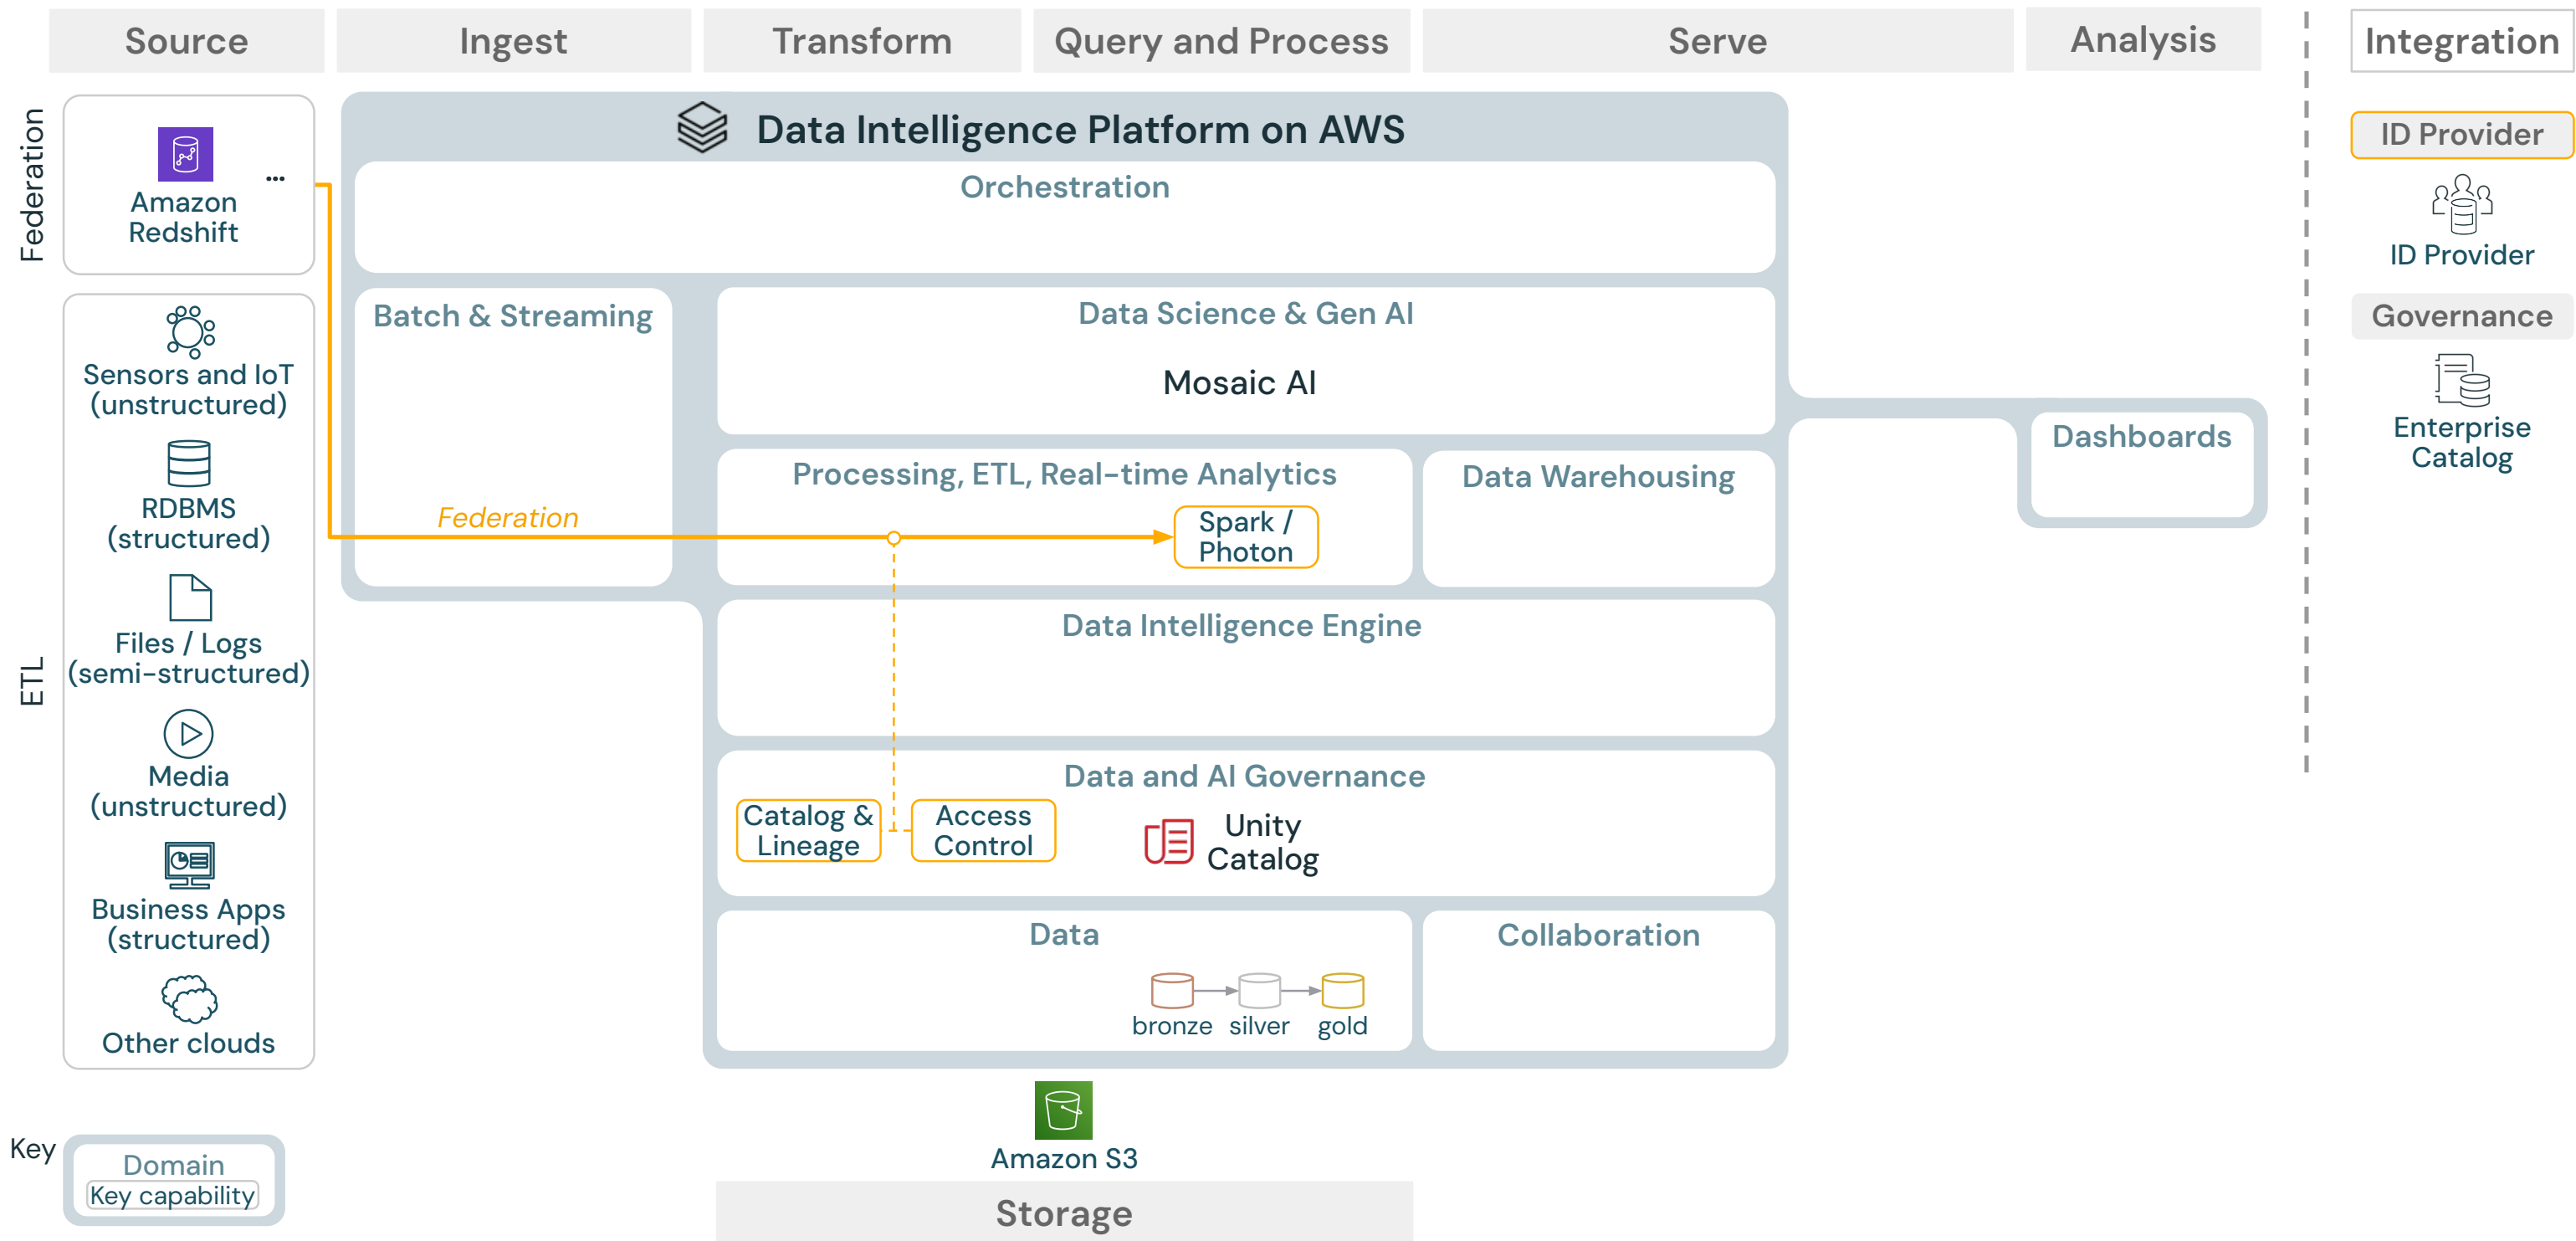 Source
Ingest
Transform
Query and Process
Serve
Analysis
Integration
Federation
Amazon
Redshift
...
ETL
Sensors and IoT
(unstructured)
RDBMS
(structured)
Files / Logs
(semi-structured)
Media
(unstructured)
Business Apps
(structured)
Other clouds
Data Intelligence Platform on AWS
Orchestration
Batch & Streaming
Data Science & Gen AI
Mosaic AI
Processing, ETL, Real-time Analytics
Federation
Spark /
Photon
Data Warehousing
Dashboards
Data Intelligence Engine
Data and AI Governance
Catalog &
Lineage
Access
Control
Unity
Catalog
Data
bronze
silver
gold
Collaboration
Amazon S3
Storage
ID Provider
ID Provider
Governance
Enterprise
Catalog
Key
Domain
Key capability